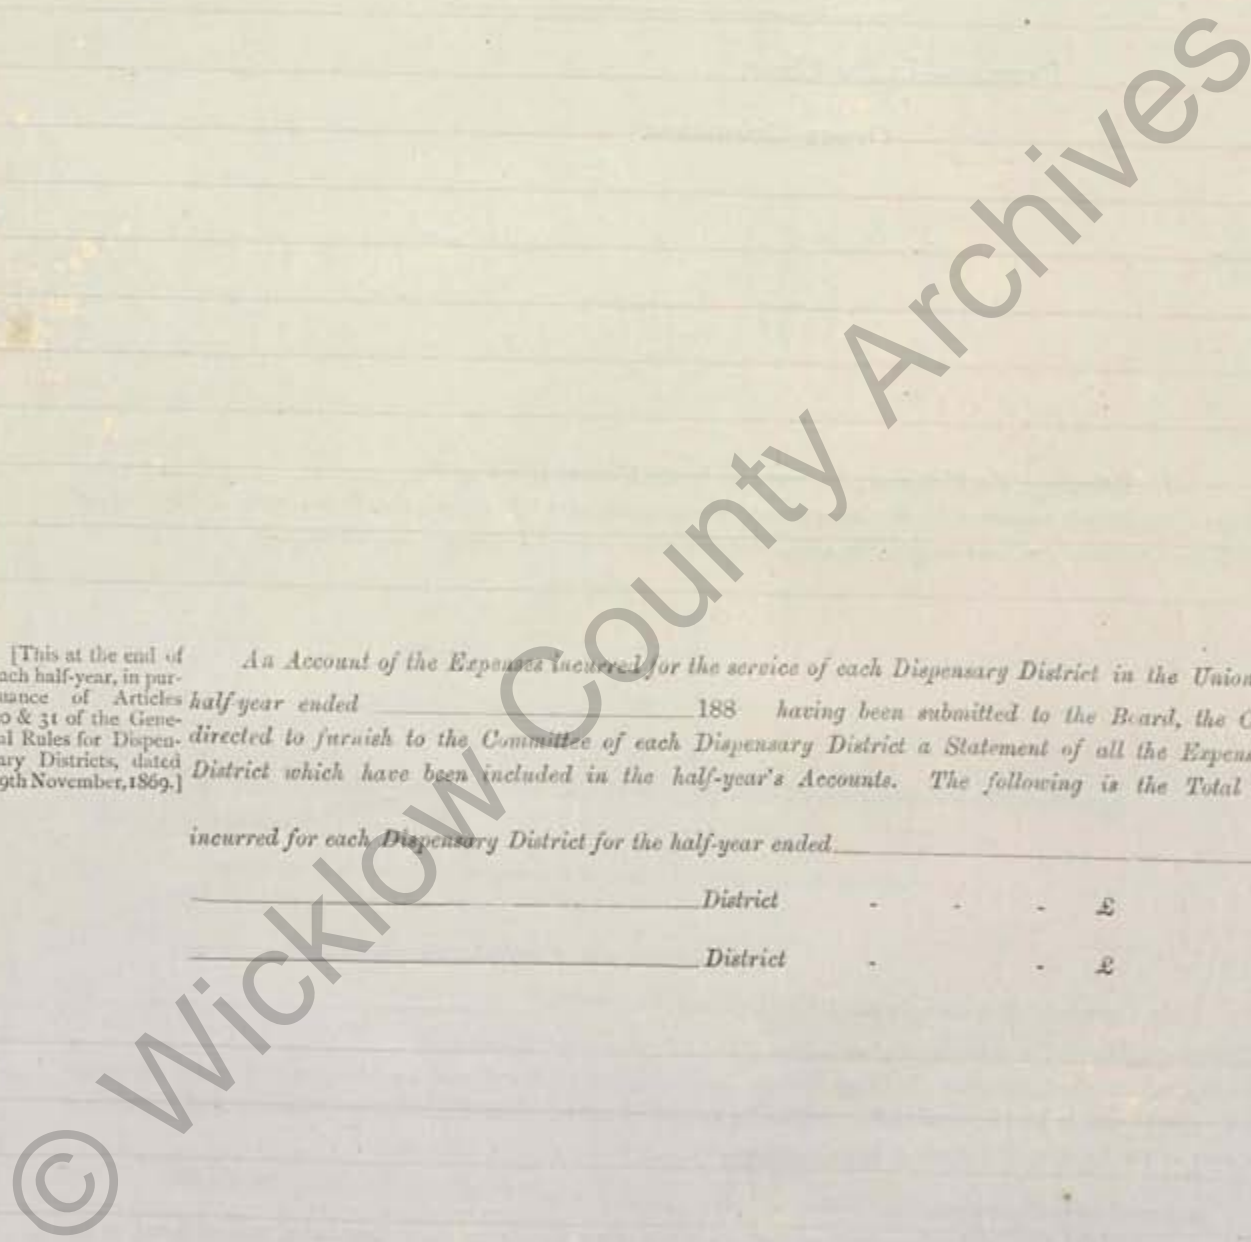 [This at the end of
ach half-year, in pur-
uance of Articles
0 & 31 of the Gene-
al Rules for Dispen-
ary Districts, dated
9th November, 1869.]
An Account of the Expenses incurred for the service of each Dispensary District in the Union
half-year ended 188 having been submitted to the Board, the C
directed to furnish to the Committee of each Dispensary District a Statement of all the Expens
District which have been included in the half-year's Accounts. The following is the Total
incurred for each Dispensary District for the half-year ended
District - - - £
District - - £
© Wicklow County Archives